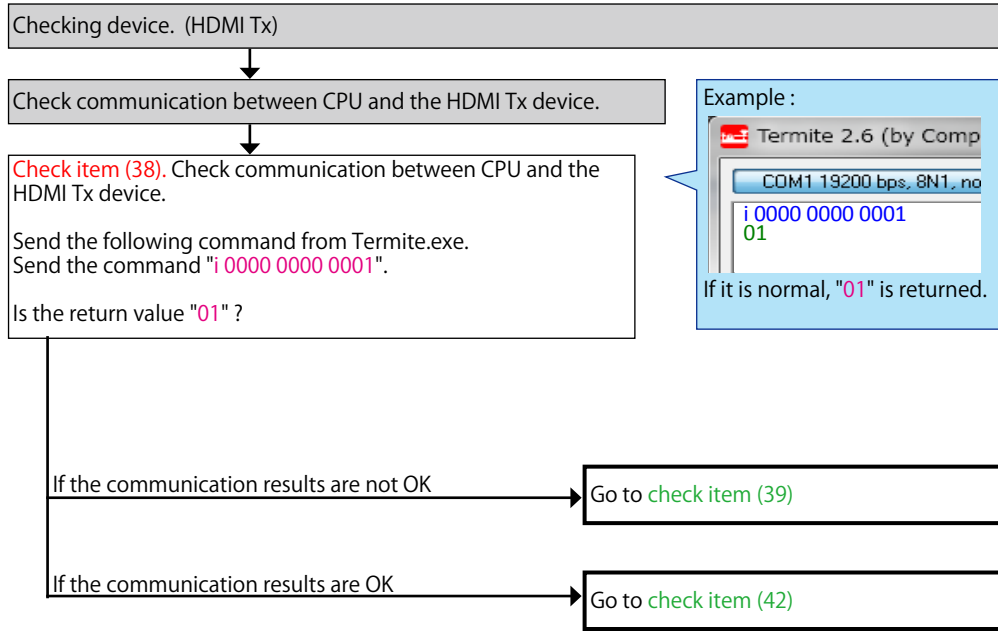 Checking device. (HDMI Tx)
Check communication between CPU and the HDMI Tx device.
Check item (38). Check communication between CPU and the
HDMI Tx device.
Send the following command from Termite.exe.
Send the command "i 0000 0000 0001".
Is the return value "01" ?
Example :
Termite 2.6 (by Comp
COM1 19200 bps, 8N1, no
i 0000 0000 0001
01
If it is normal, "01" is returned.
If the communication results are not OK
Go to check item (39)
If the communication results are OK
Go to check item (42)